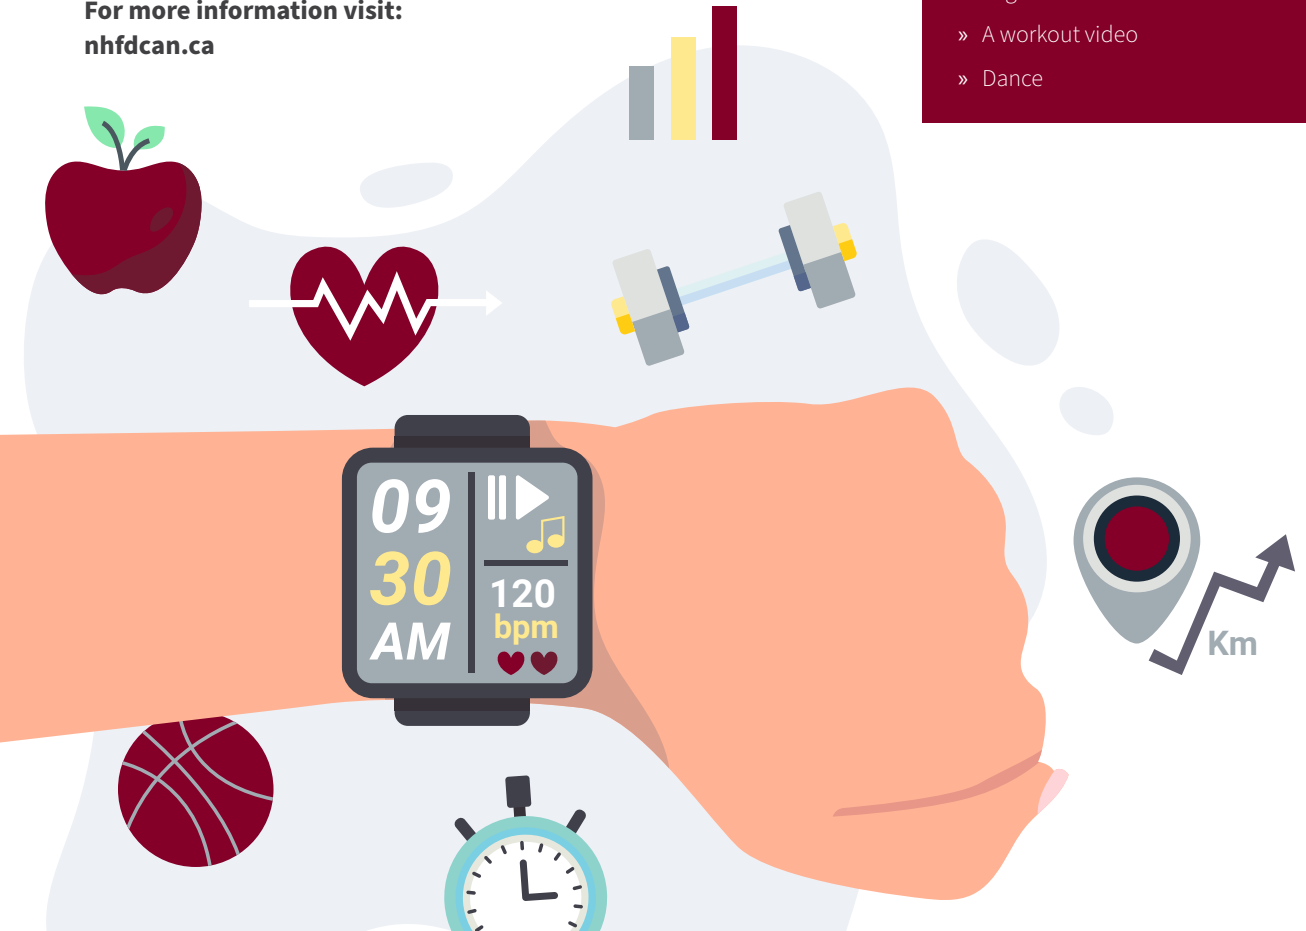 For more information visit:
nhfdcan.ca
» A workout video
» Dance
09
30
AM
120
bpm
Km